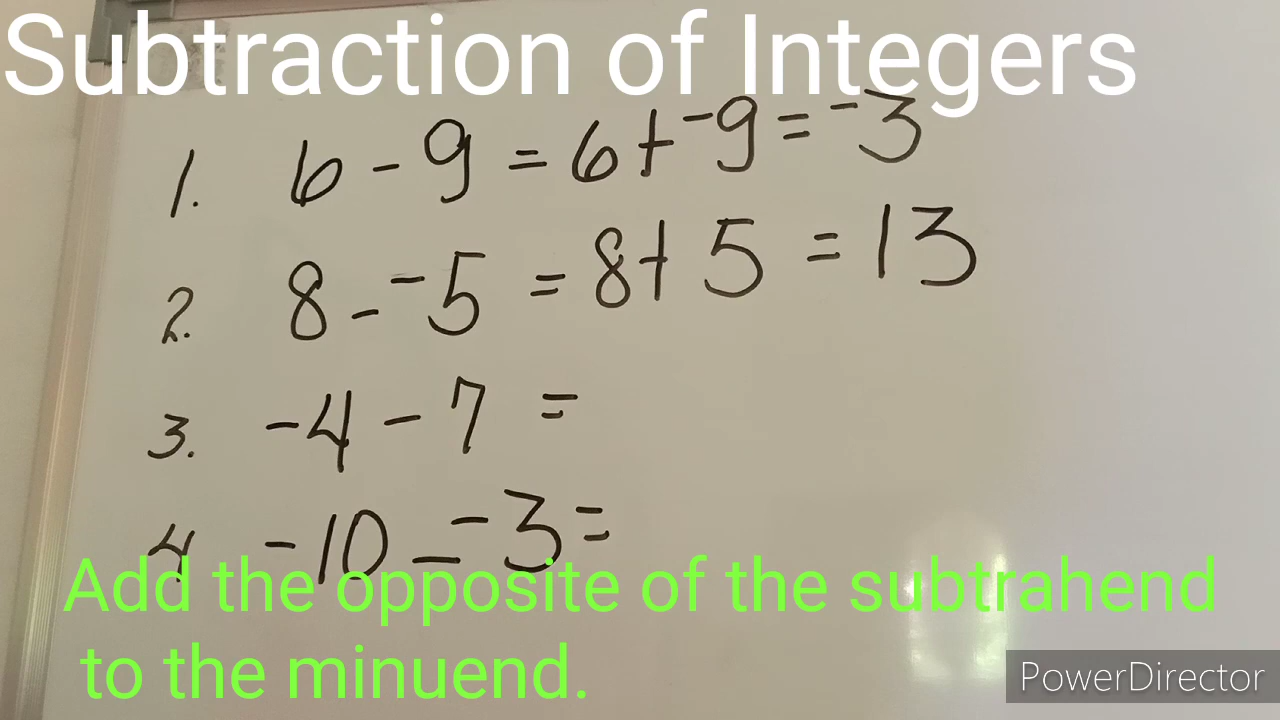 Subtraction of Integers
1. 6 - 9 = 6 + -9 = -3
2. 8 - -5 = 8 + 5 = 13
3. -4 - 7 =
4 -10 - -3 =
Add the opposite of the subtrahend
to the minuend.
PowerDirector